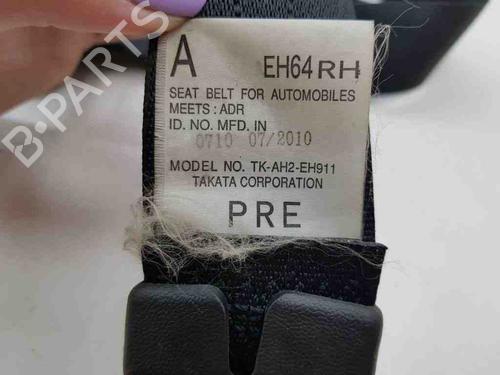 A EH64RH
SEAT BELT FOR AUTOMOBILES
MEETS : ADR
ID. NO. MFD. IN
0710 07/2010
MODEL NO. TK-AH2-EH911
TAKATA CORPORATION
PRE
B-PARTS